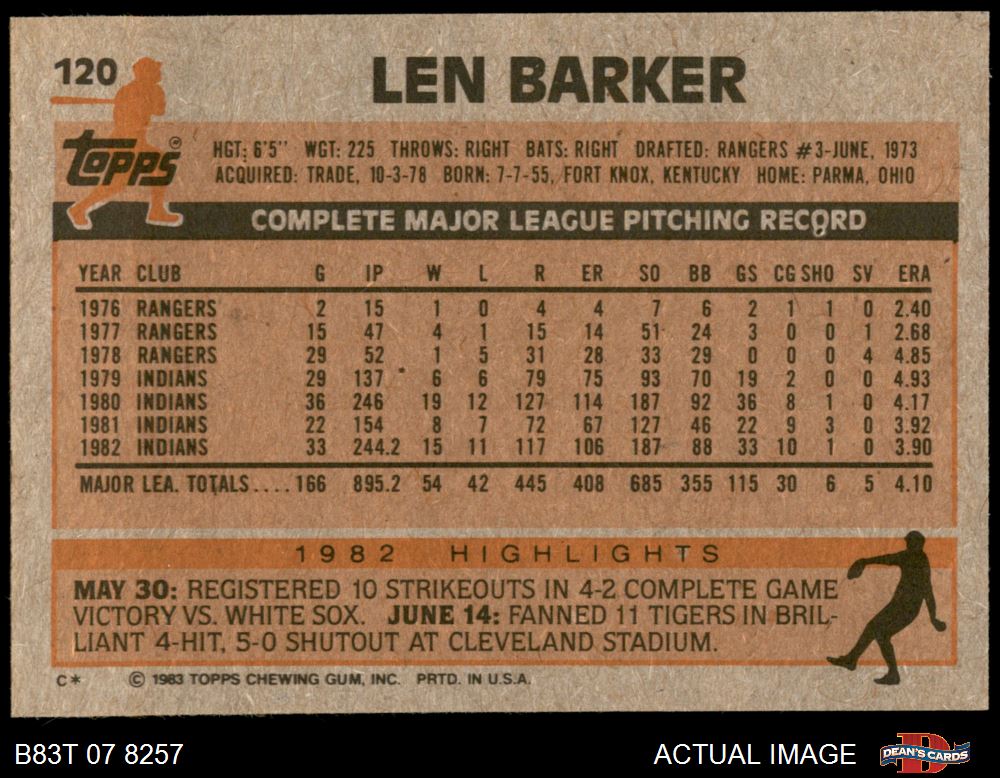 120
LEN BARKER
Topps®
HGT: 6'5" WGT: 225 THROWS: RIGHT BATS: RIGHT DRAFTED: RANGERS #3-JUNE, 1973
ACQUIRED: TRADE, 10-3-78 BORN: 7-7-55, FORT KNOX, KENTUCKY HOME: PARMA, OHIO
COMPLETE MAJOR LEAGUE PITCHING RECORD
YEAR CLUB G IP W L R ER SO BB GS CG SHO SV ERA
1976 RANGERS 2 15 1 0 4 4 7 6 2 1 1 0 2.40
1977 RANGERS 15 47 4 1 15 14 51 24 3 0 0 1 2.68
1978 RANGERS 29 52 1 5 31 28 33 29 0 0 0 4 4.85
1979 INDIANS 29 137 6 6 79 75 93 70 19 2 0 0 4.93
1980 INDIANS 36 246 19 12 127 114 187 92 36 8 1 0 4.17
1981 INDIANS 22 154 8 7 72 67 127 46 22 9 3 0 3.92
1982 INDIANS 33 244.2 15 11 117 106 187 88 33 10 1 0 3.90
MAJOR LEA. TOTALS.... 166 895.2 54 42 445 408 685 355 115 30 6 5 4.10
1982 HIGHLIGHTS
MAY 30: REGISTERED 10 STRIKEOUTS IN 4-2 COMPLETE GAME
VICTORY VS. WHITE SOX. JUNE 14: FANNED 11 TIGERS IN BRIL-
LIANT 4-HIT, 5-0 SHUTOUT AT CLEVELAND STADIUM.
C* © 1983 TOPPS CHEWING GUM, INC. PRTD. IN U.S.A.
B83T 07 8257
ACTUAL IMAGE
D
DEAN'S CARDS